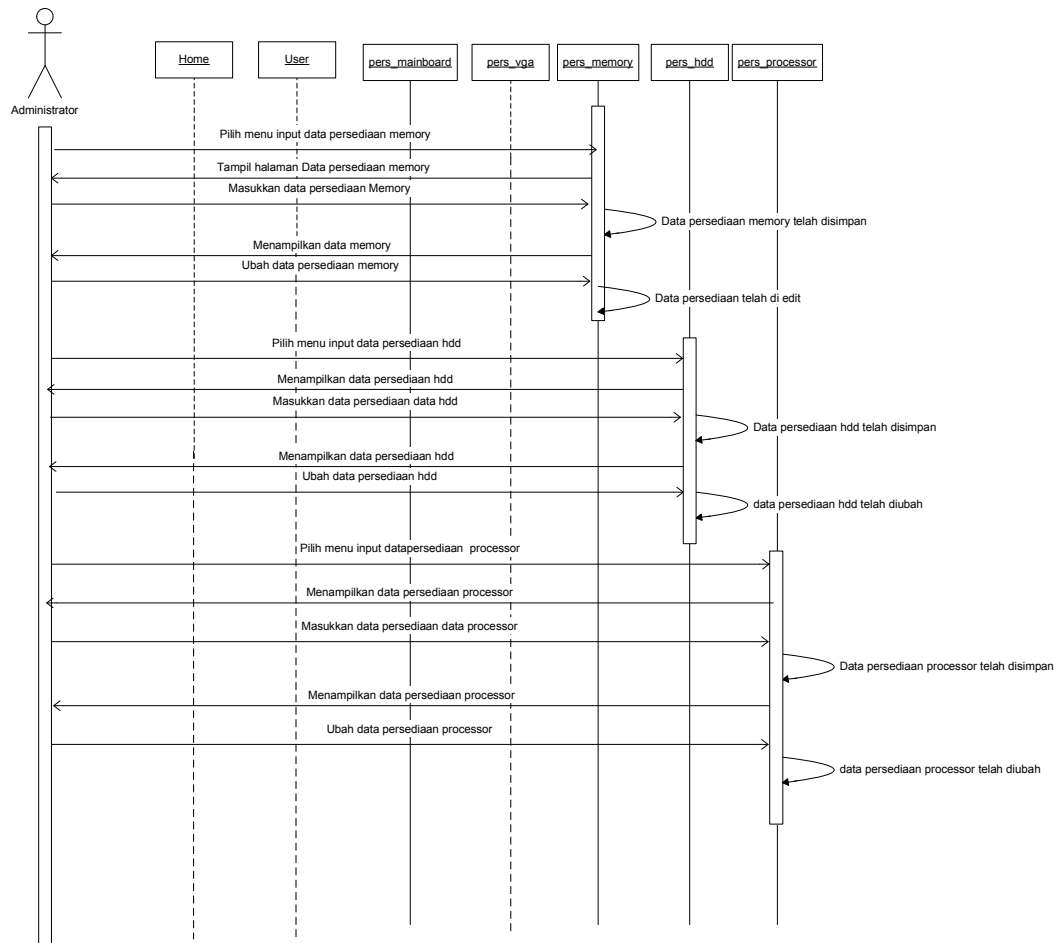 Home
User
pers_mainboard
pers_vga
pers_memory
pers_hdd
pers_processor
Administrator
Pilih menu input data persediaan memory
Tampil halaman Data persediaan memory
Masukkan data persediaan Memory
Data persediaan memory telah disimpan
Menampilkan data memory
Ubah data persediaan memory
Data persediaan telah di edit
Pilih menu input data persediaan hdd
Menampilkan data persediaan hdd
Masukkan data persediaan data hdd
Data persediaan hdd telah disimpan
Menampilkan data persediaan hdd
Ubah data persediaan hdd
data persediaan hdd telah diubah
Pilih menu input datapersediaan processor
Menampilkan data persediaan processor
Masukkan data persediaan data processor
Data persediaan processor telah disimpan
Menampilkan data persediaan processor
Ubah data persediaan processor
data persediaan processor telah diubah